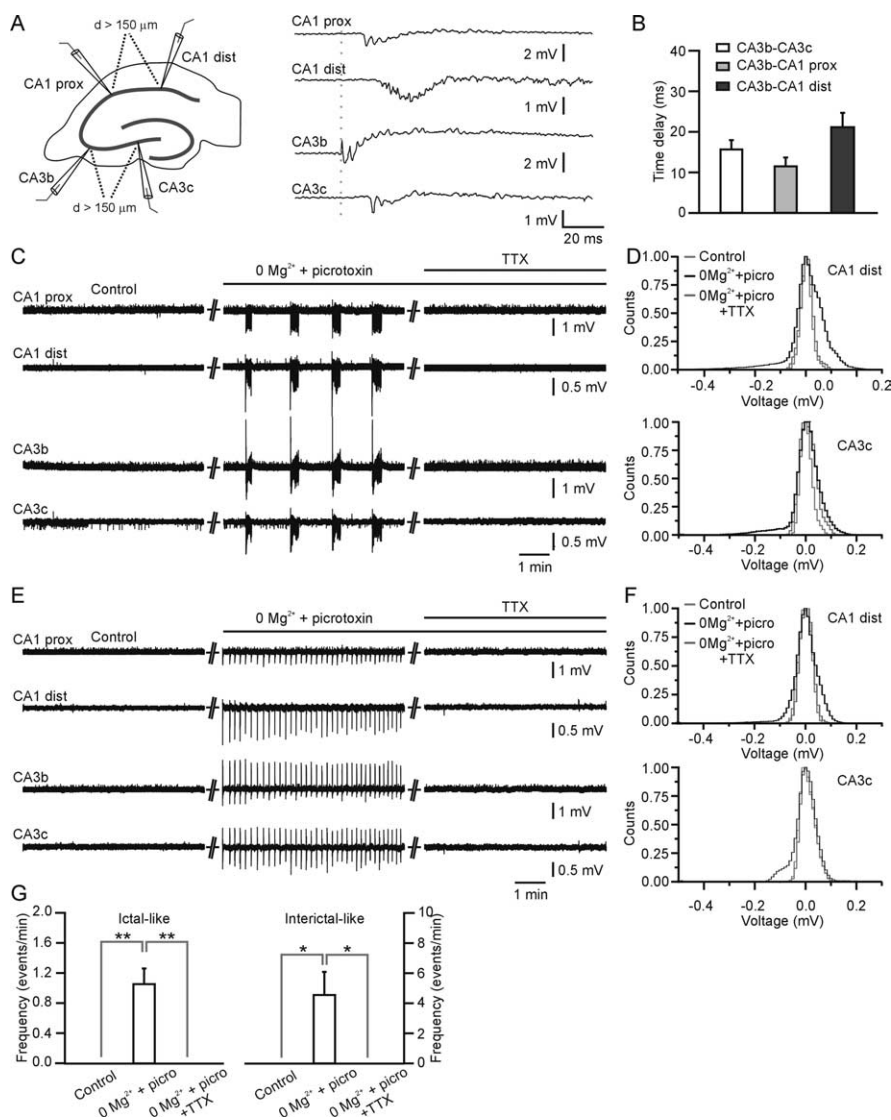 A
d > 150 µm
CA1 dist
CA1 prox
CA3b
CA3c
d > 150 µm
CA1 prox
2 mV
CA1 dist
1 mV
CA3b
2 mV
CA3c
1 mV
20 ms
B
CA3b-CA3c
CA3b-CA1 prox
CA3b-CA1 dist
Time delay (ms)
40
30
20
10
0
C
0 Mg²⁺ + picrotoxin
TTX
CA1 prox
Control
1 mV
CA1 dist
0.5 mV
CA3b
1 mV
CA3c
0.5 mV
1 min
D
Control
0Mg²⁺+picro
0Mg²⁺+picro
+TTX
CA1 dist
Counts
1.00
0.75
0.50
0.25
0.00
-0.4 -0.2 0.0 0.2
Voltage (mV)
CA3c
Counts
1.00
0.75
0.50
0.25
0.00
-0.4 -0.2 0.0 0.2
Voltage (mV)
E
0 Mg²⁺ + picrotoxin
TTX
CA1 prox
Control
1 mV
CA1 dist
0.5 mV
CA3b
1 mV
CA3c
0.5 mV
1 min
F
Control
0Mg²⁺+picro
0Mg²⁺+picro
+TTX
CA1 dist
Counts
1.00
0.75
0.50
0.25
0.00
-0.4 -0.2 0.0 0.2
Voltage (mV)
CA3c
Counts
1.00
0.75
0.50
0.25
0.00
-0.4 -0.2 0.0 0.2
Voltage (mV)
G
Frequency (events/min)
2.0
1.6
1.2
0.8
0.4
0.0
Ictal-like
** **
Control
0 Mg²⁺ + picro
0 Mg²⁺ + picro
+TTX
Interictal-like
* *
Control
0 Mg²⁺ + picro
0 Mg²⁺ + picro
+TTX
10
8
6
4
2
0
Frequency (events/min)